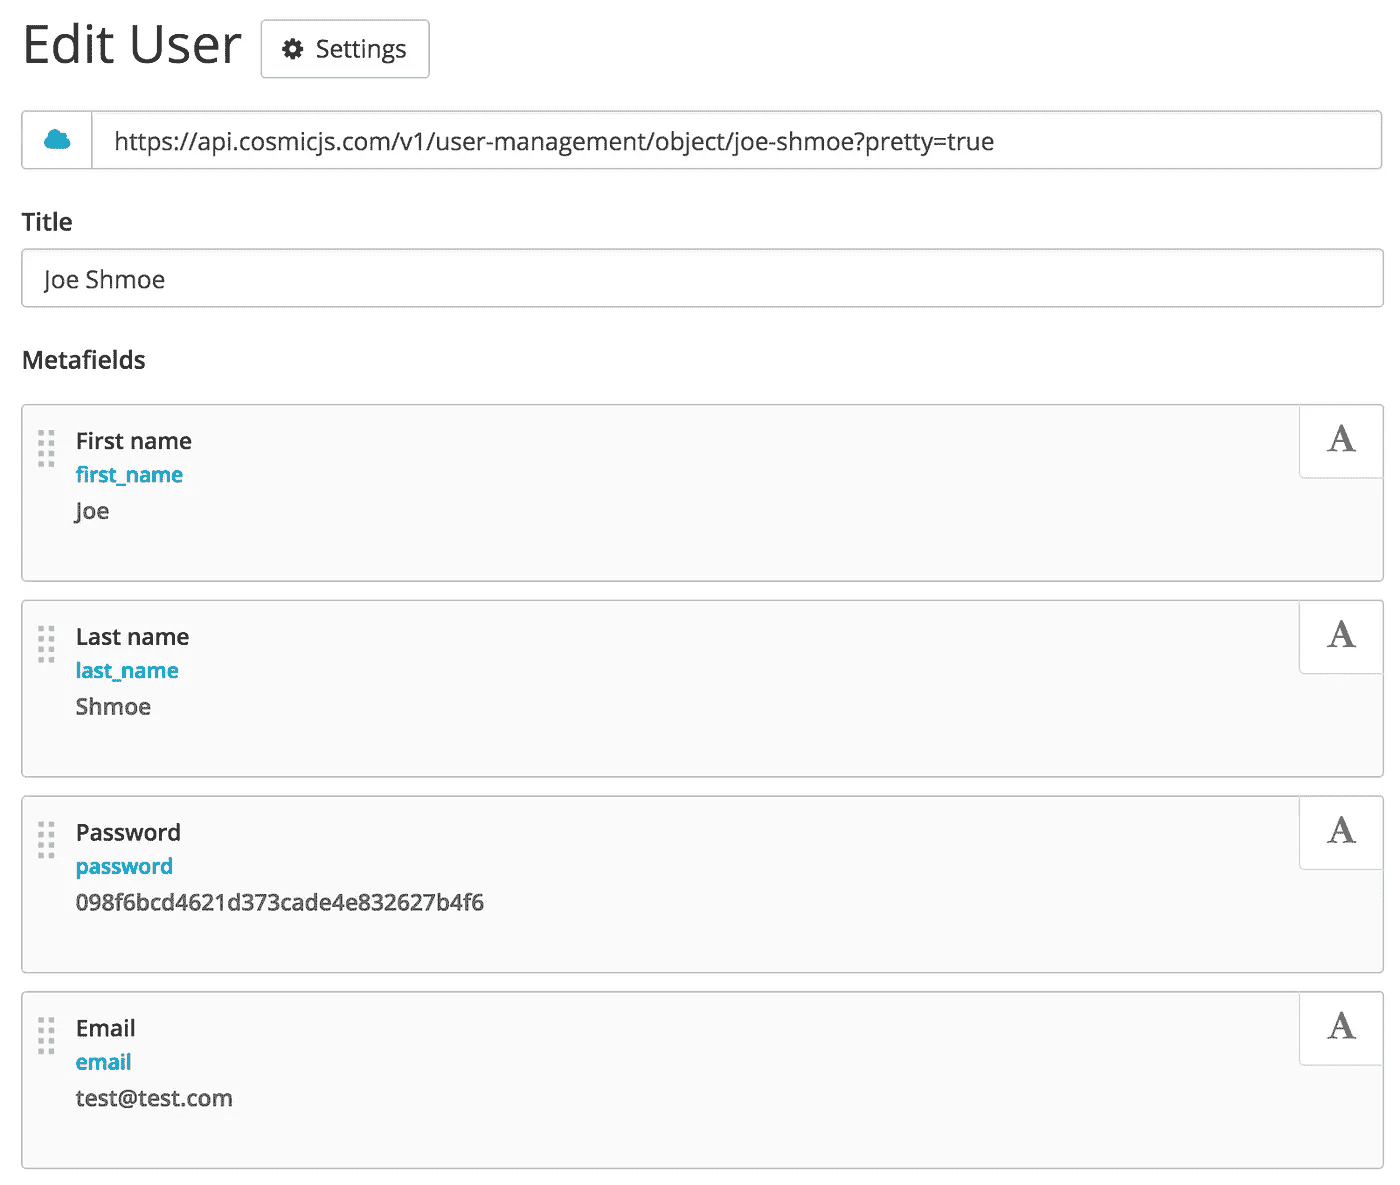 Edit User
Settings
https://api.cosmicjs.com/v1/user-management/object/joe-shmoe?pretty=true
Title
Joe Shmoe
Metafields
First name
A
first_name
Joe
Last name
A
last_name
Shmoe
Password
A
password
098f6bcd4621d373cade4e832627b4f6
Email
A
email
test@test.com